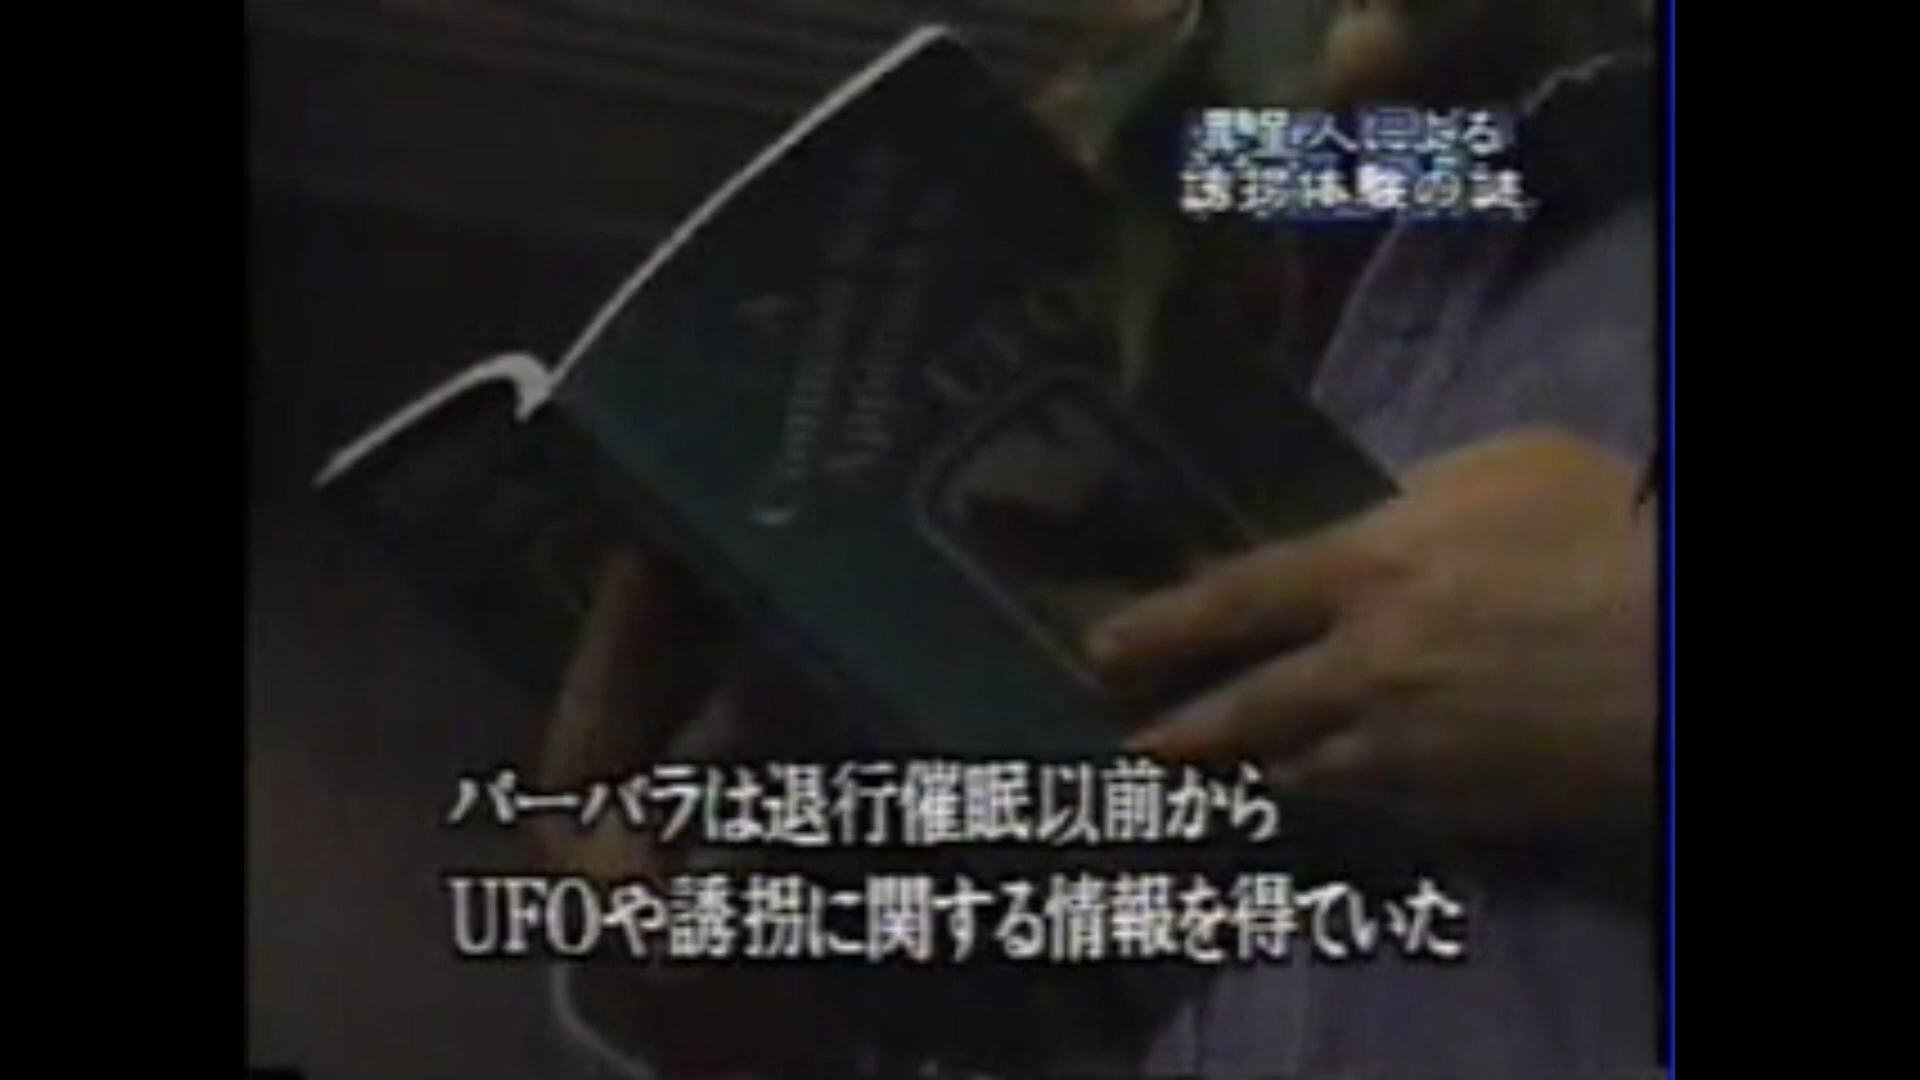 異星人による
誘拐体験の謎
バーバラは退行催眠以前から
UFOや誘拐に関する情報を得ていた